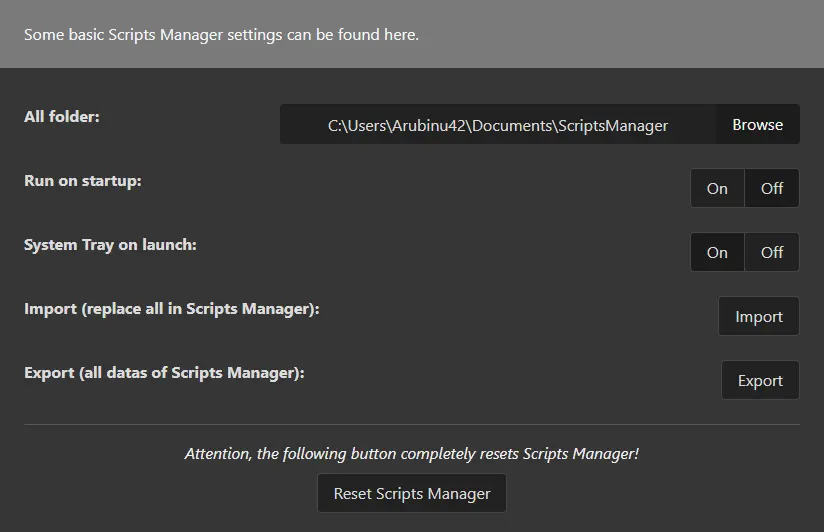 Some basic Scripts Manager settings can be found here.
All folder:
C:\Users\Arubinu42\Documents\ScriptsManager Browse
Run on startup:
On Off
System Tray on launch:
On Off
Import (replace all in Scripts Manager):
Import
Export (all datas of Scripts Manager):
Export
Attention, the following button completely resets Scripts Manager!
Reset Scripts Manager